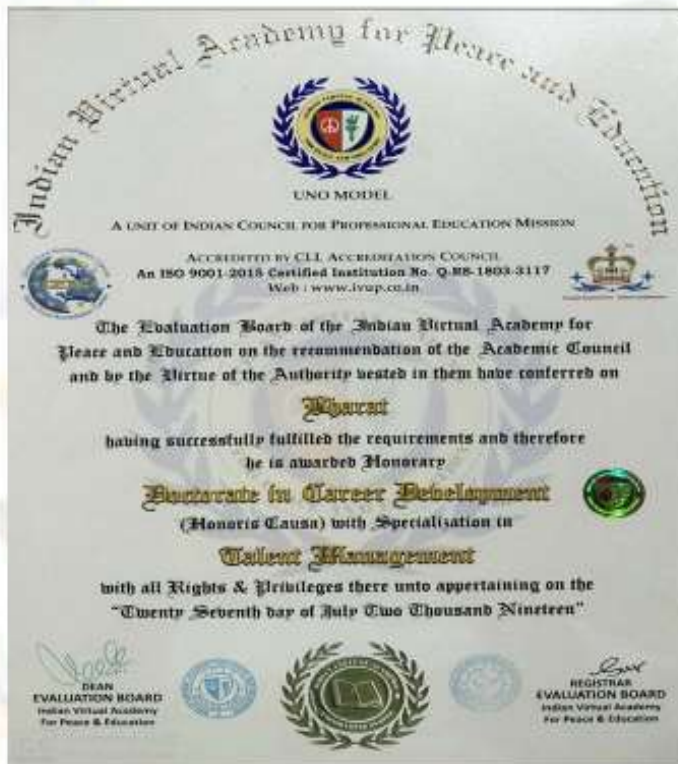 Indian Virtual Academy for Peace and Education
UNO MODEL
A UNIT OF INDIAN COUNCIL FOR PROFESSIONAL EDUCATION MISSION
ACCREDITED BY CLL ACCREDITATION COUNCIL
An ISO 9001-2015 Certified Institution No. Q-RS-1803-3117
Web : www.ivup.co.in
The Evaluation Board of the Indian Virtual Academy for
Peace and Education on the recommendation of the Academic Council
and by the Virtue of the Authority vested in them have conferred on
Bharat
having successfully fulfilled the requirements and therefore
he is awarded Honorary
Doctorate in Career Development
(Honoris Causa) with Specialization in
Talent Management
with all Rights & Privileges there unto appertaining on the
"Twenty Seventh day of July Two Thousand Nineteen"
DEAN
EVALUATION BOARD
Indian Virtual Academy
For Peace & Education
REGISTRAR
EVALUATION BOARD
Indian Virtual Academy
For Peace & Education